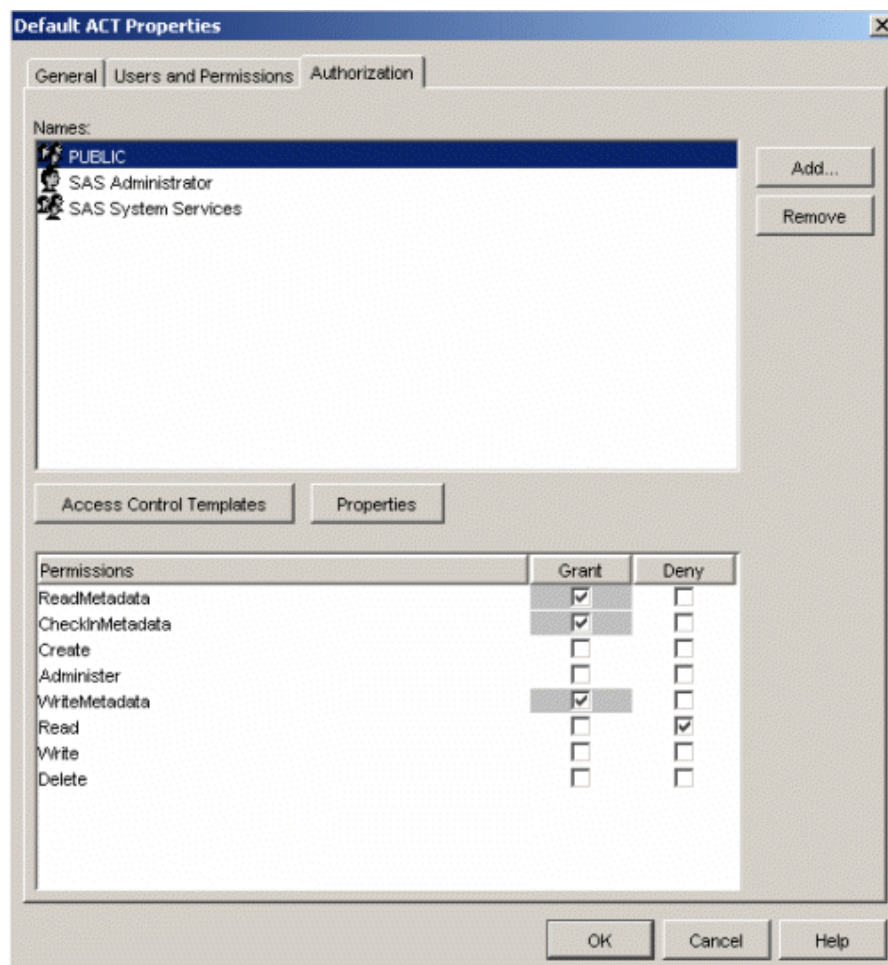 Default ACT Properties
General Users and Permissions Authorization
Names:
PUBLIC
SAS Administrator
SAS System Services
Add...
Remove
Access Control Templates Properties
Permissions Grant Deny
ReadMetadata
CheckInMetadata
Create
Administer
WriteMetadata
Read
Write
Delete
OK Cancel Help